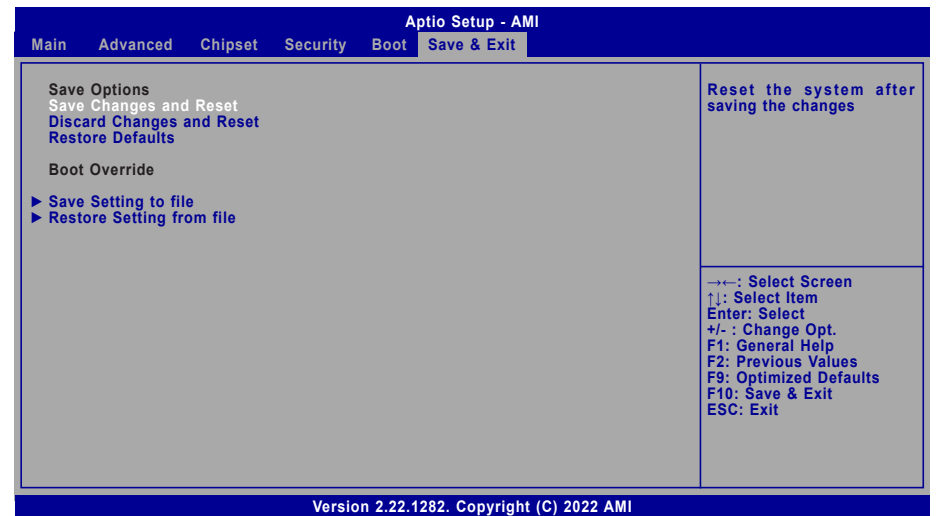 Aptio Setup - AMI
Main Advanced Chipset Security Boot Save & Exit
Save Options
Save Changes and Reset
Discard Changes and Reset
Restore Defaults
Boot Override
► Save Setting to file
► Restore Setting from file
Reset the system after
saving the changes
→←: Select Screen
↑↓: Select Item
Enter: Select
+/- : Change Opt.
F1: General Help
F2: Previous Values
F9: Optimized Defaults
F10: Save & Exit
ESC: Exit
Version 2.22.1282. Copyright (C) 2022 AMI